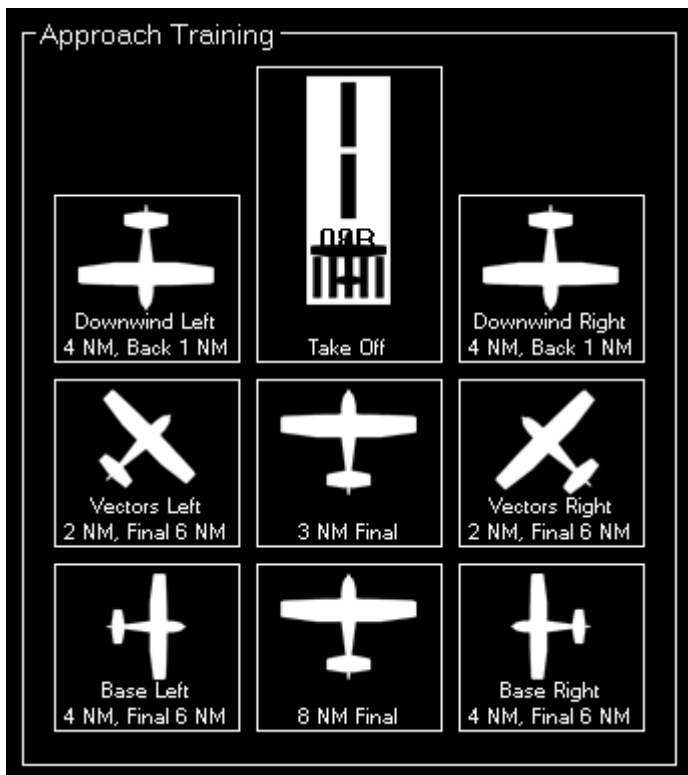 Approach Training
Downwind Left
4 NM, Back 1 NM
Take Off
Downwind Right
4 NM, Back 1 NM
Vectors Left
2 NM, Final 6 NM
3 NM Final
Vectors Right
2 NM, Final 6 NM
Base Left
4 NM, Final 6 NM
8 NM Final
Base Right
4 NM, Final 6 NM